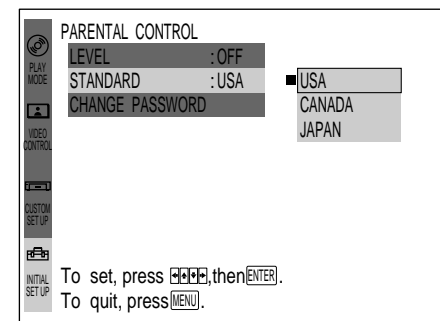 PARENTAL CONTROL
LEVEL :OFF
STANDARD :USA
CHANGE PASSWORD
USA
CANADA
JAPAN
PLAY
MODE
VIDEO
CONTROL
CUSTOM
SET UP
INITIAL
SET UP
To set, press ,then ENTER.
To quit, press MENU.